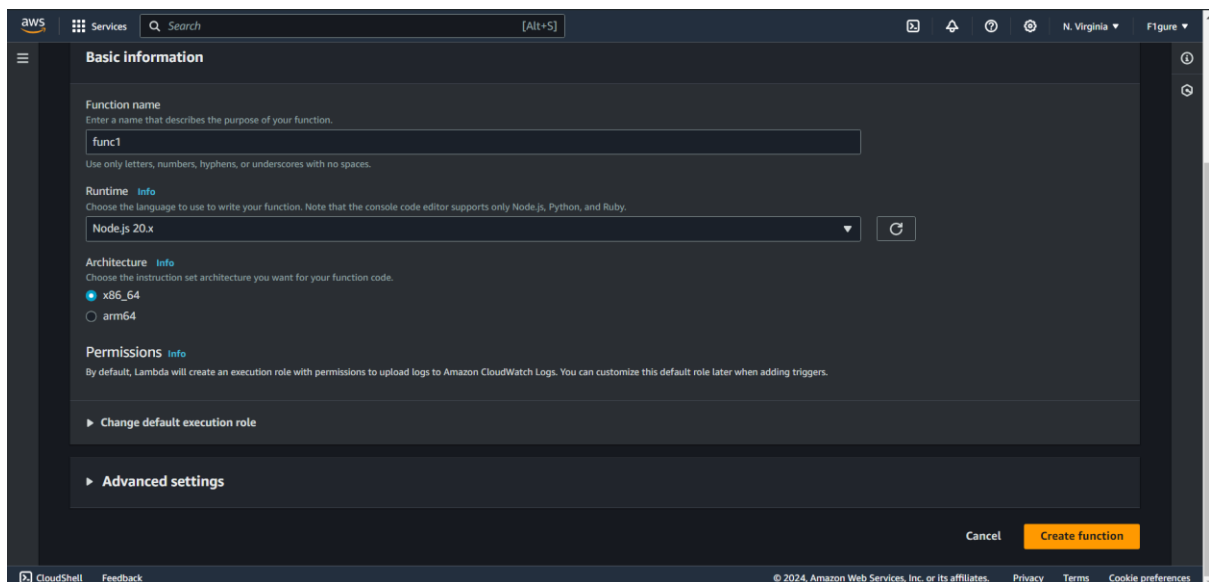 aws
Services
Search
[Alt+S]
N. Virginia
F1gure
Basic information
Function name
Enter a name that describes the purpose of your function.
func1
Use only letters, numbers, hyphens, or underscores with no spaces.
Runtime Info
Choose the language to use to write your function. Note that the console code editor supports only Node.js, Python, and Ruby.
Node.js 20.x
Architecture Info
Choose the instruction set architecture you want for your function code.
x86_64
arm64
Permissions Info
By default, Lambda will create an execution role with permissions to upload logs to Amazon CloudWatch Logs. You can customize this default role later when adding triggers.
Change default execution role
Advanced settings
Cancel
Create function
CloudShell
Feedback
© 2024, Amazon Web Services, Inc. or its affiliates.
Privacy
Terms
Cookie preferences